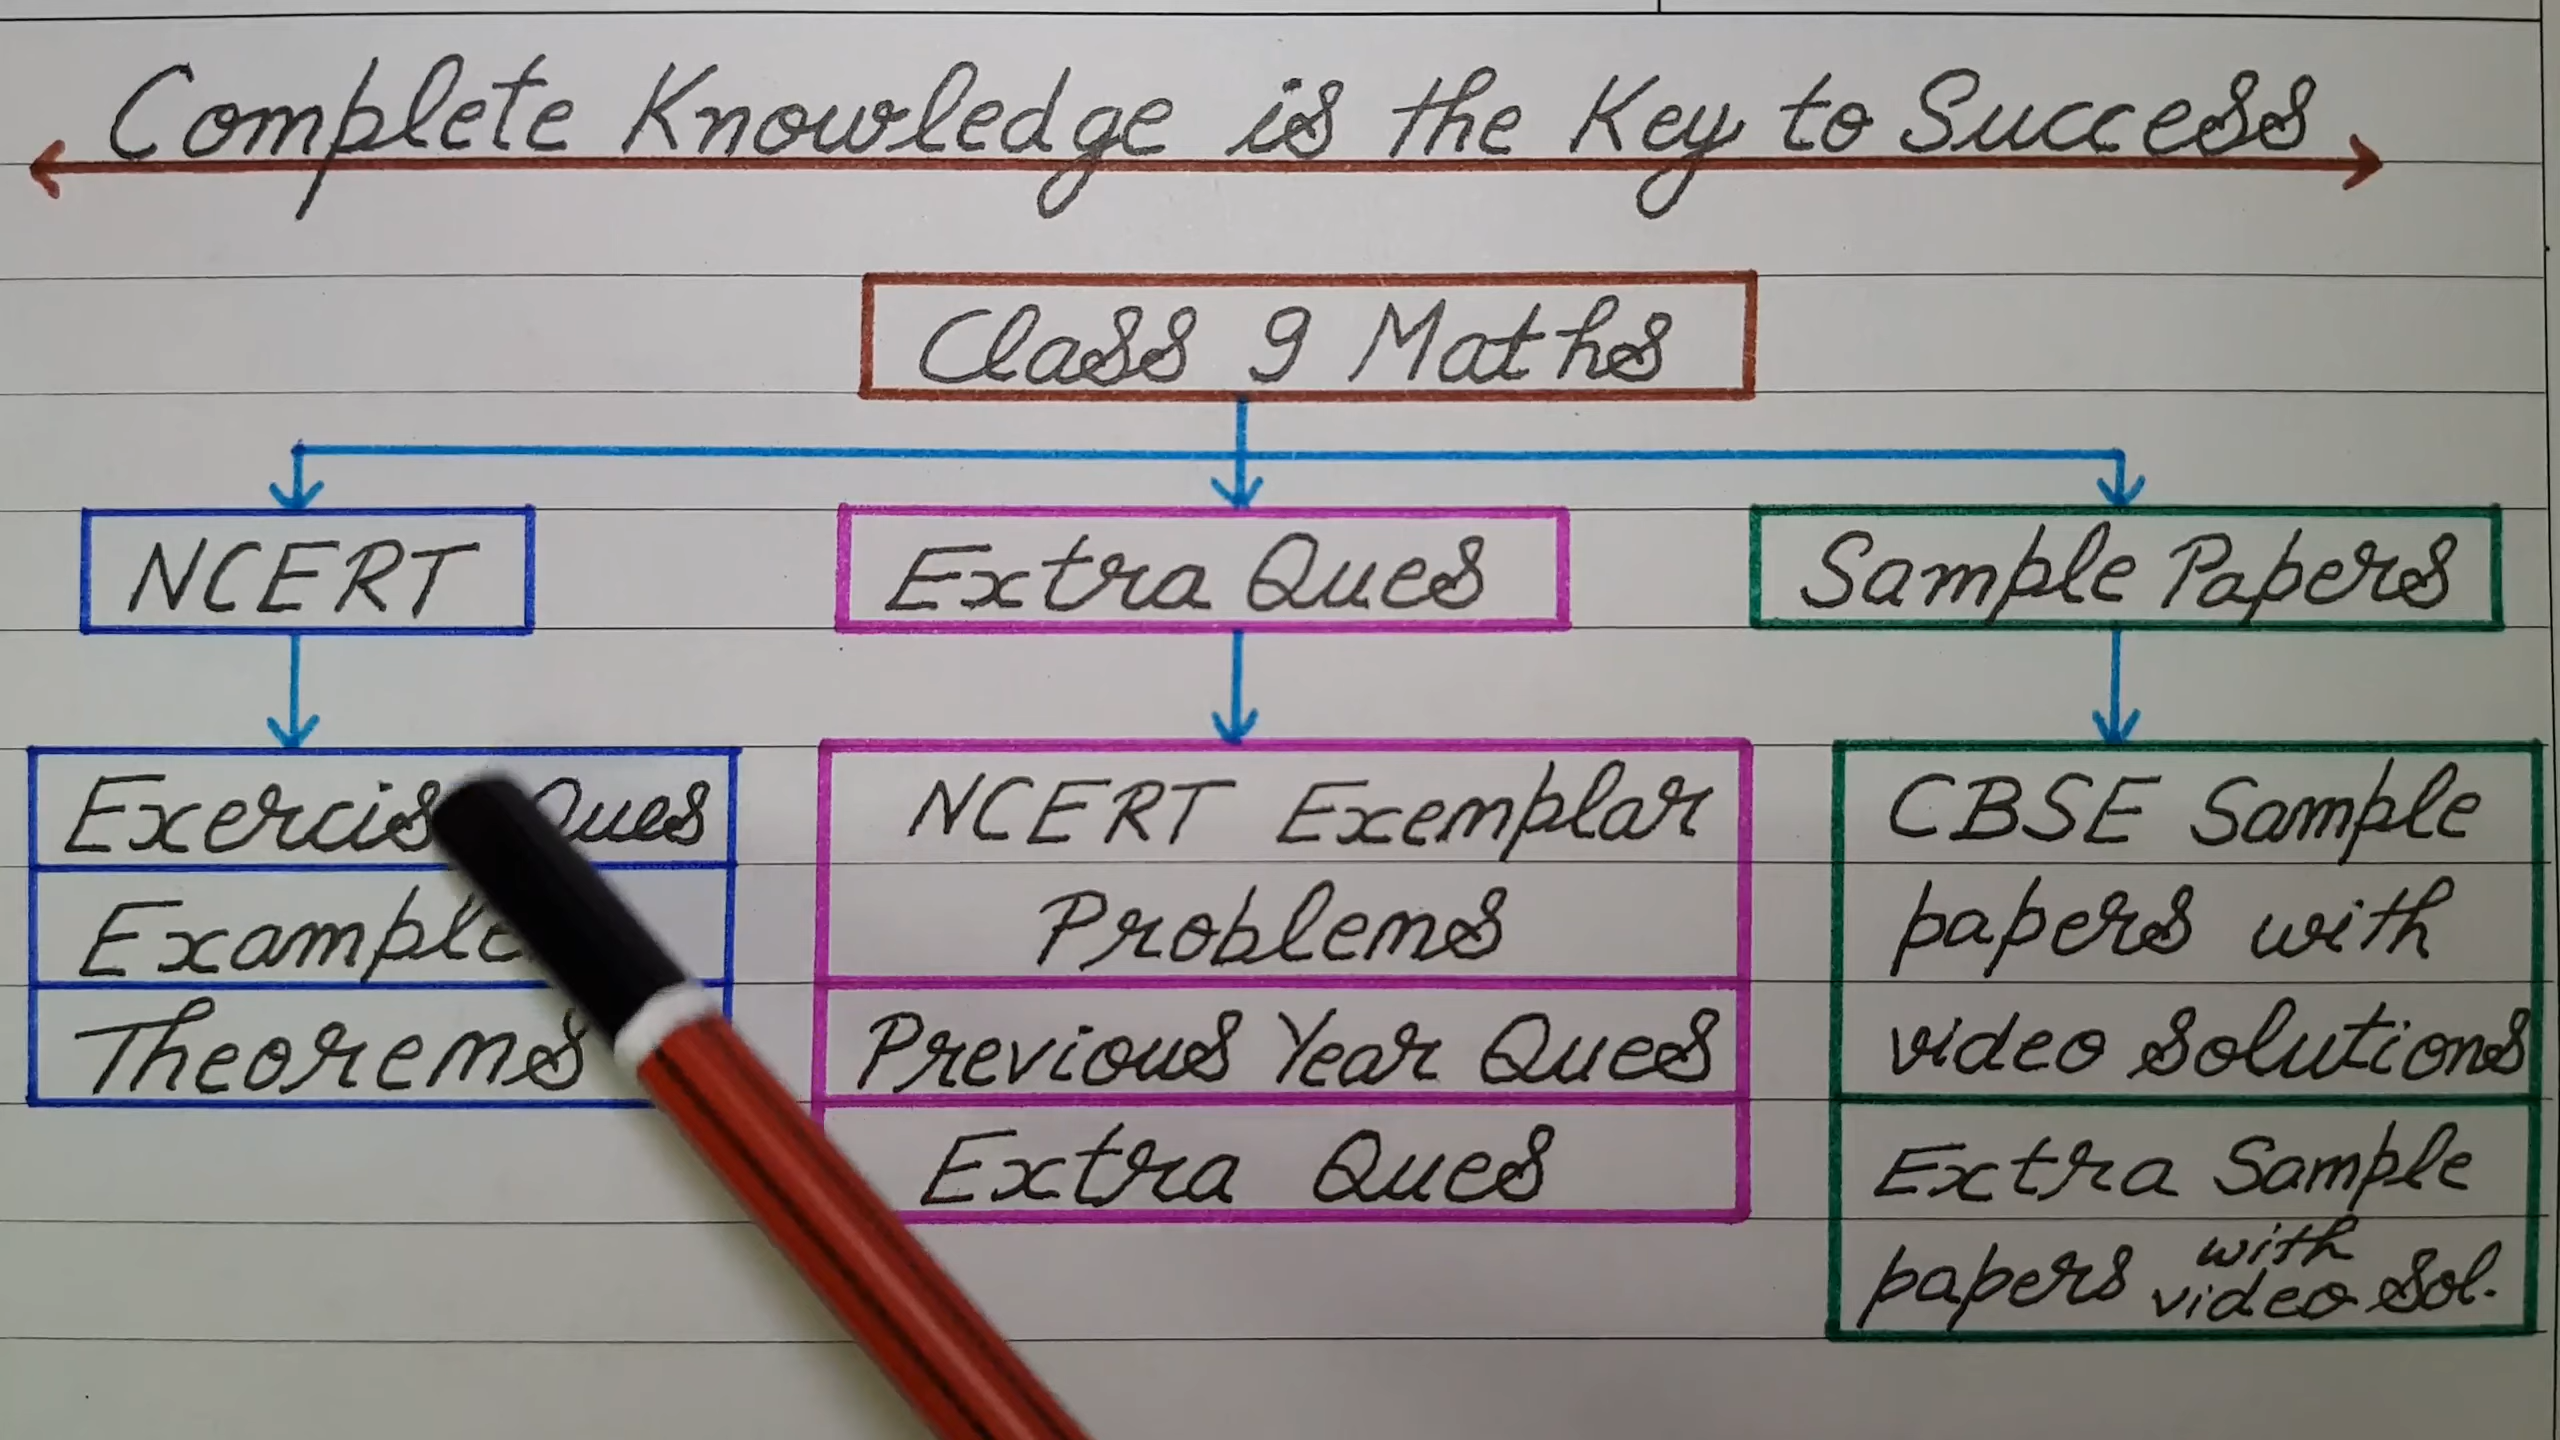 Complete Knowledge is the Key to Success
Class 9 Maths
NCERT
Extra Ques
Sample Papers
Ques
Theorems
NCERT Exemplar
Problems
Previous Year Ques
Extra Ques
CBSE Sample
papers with
video solutions
Extra Sample
papers with
video Sol.